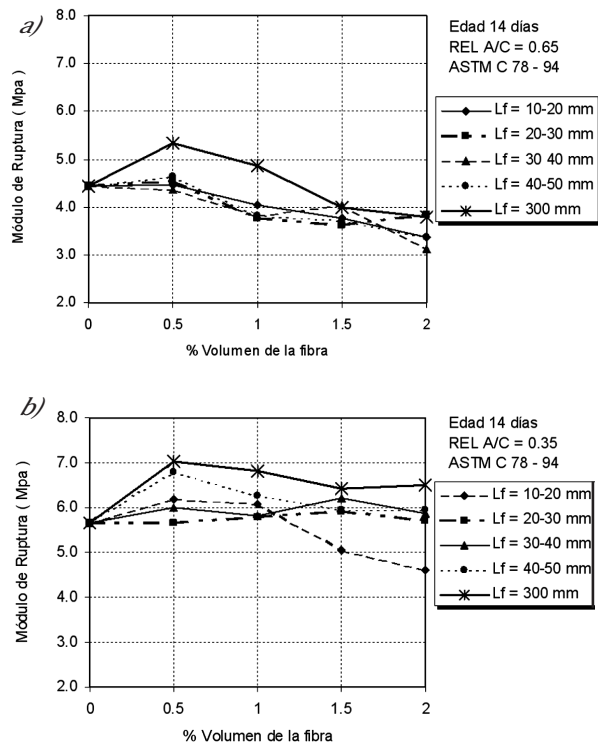 a)
8.0
7.0
6.0
5.0
4.0
3.0
2.0
Módulo de Ruptura ( Mpa )
0
0.5
1
1.5
2
% Volumen de la fibra
Edad 14 días
REL A/C = 0.65
ASTM C 78 - 94
Lf = 10-20 mm
Lf = 20-30 mm
Lf = 30 40 mm
Lf = 40-50 mm
Lf = 300 mm
b)
8.0
7.0
6.0
5.0
4.0
3.0
2.0
Módulo de Ruptura ( Mpa )
0
0.5
1
1.5
2
% Volumen de la fibra
Edad 14 días
REL A/C = 0.35
ASTM C 78 - 94
Lf = 10-20 mm
Lf = 20-30 mm
Lf = 30-40 mm
Lf = 40-50 mm
Lf = 300 mm